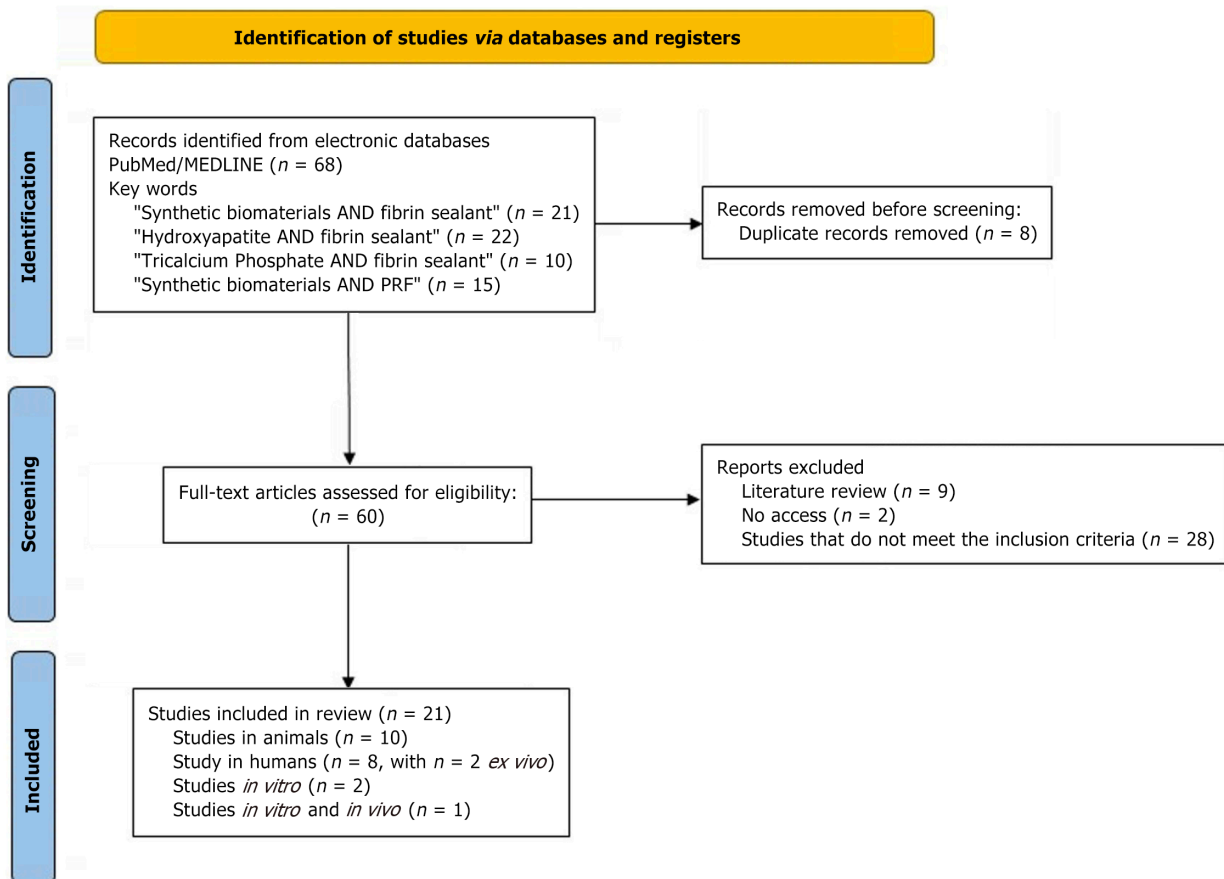 Identification of studies via databases and registers
Identification
Records identified from electronic databases
PubMed/MEDLINE (n = 68)
Key words
"Synthetic biomaterials AND fibrin sealant" (n = 21)
"Hydroxyapatite AND fibrin sealant" (n = 22)
"Tricalcium Phosphate AND fibrin sealant" (n = 10)
"Synthetic biomaterials AND PRF" (n = 15)
Records removed before screening:
Duplicate records removed (n = 8)
Screening
Full-text articles assessed for eligibility:
(n = 60)
Reports excluded
Literature review (n = 9)
No access (n = 2)
Studies that do not meet the inclusion criteria (n = 28)
Included
Studies included in review (n = 21)
Studies in animals (n = 10)
Study in humans (n = 8, with n = 2 ex vivo)
Studies in vitro (n = 2)
Studies in vitro and in vivo (n = 1)